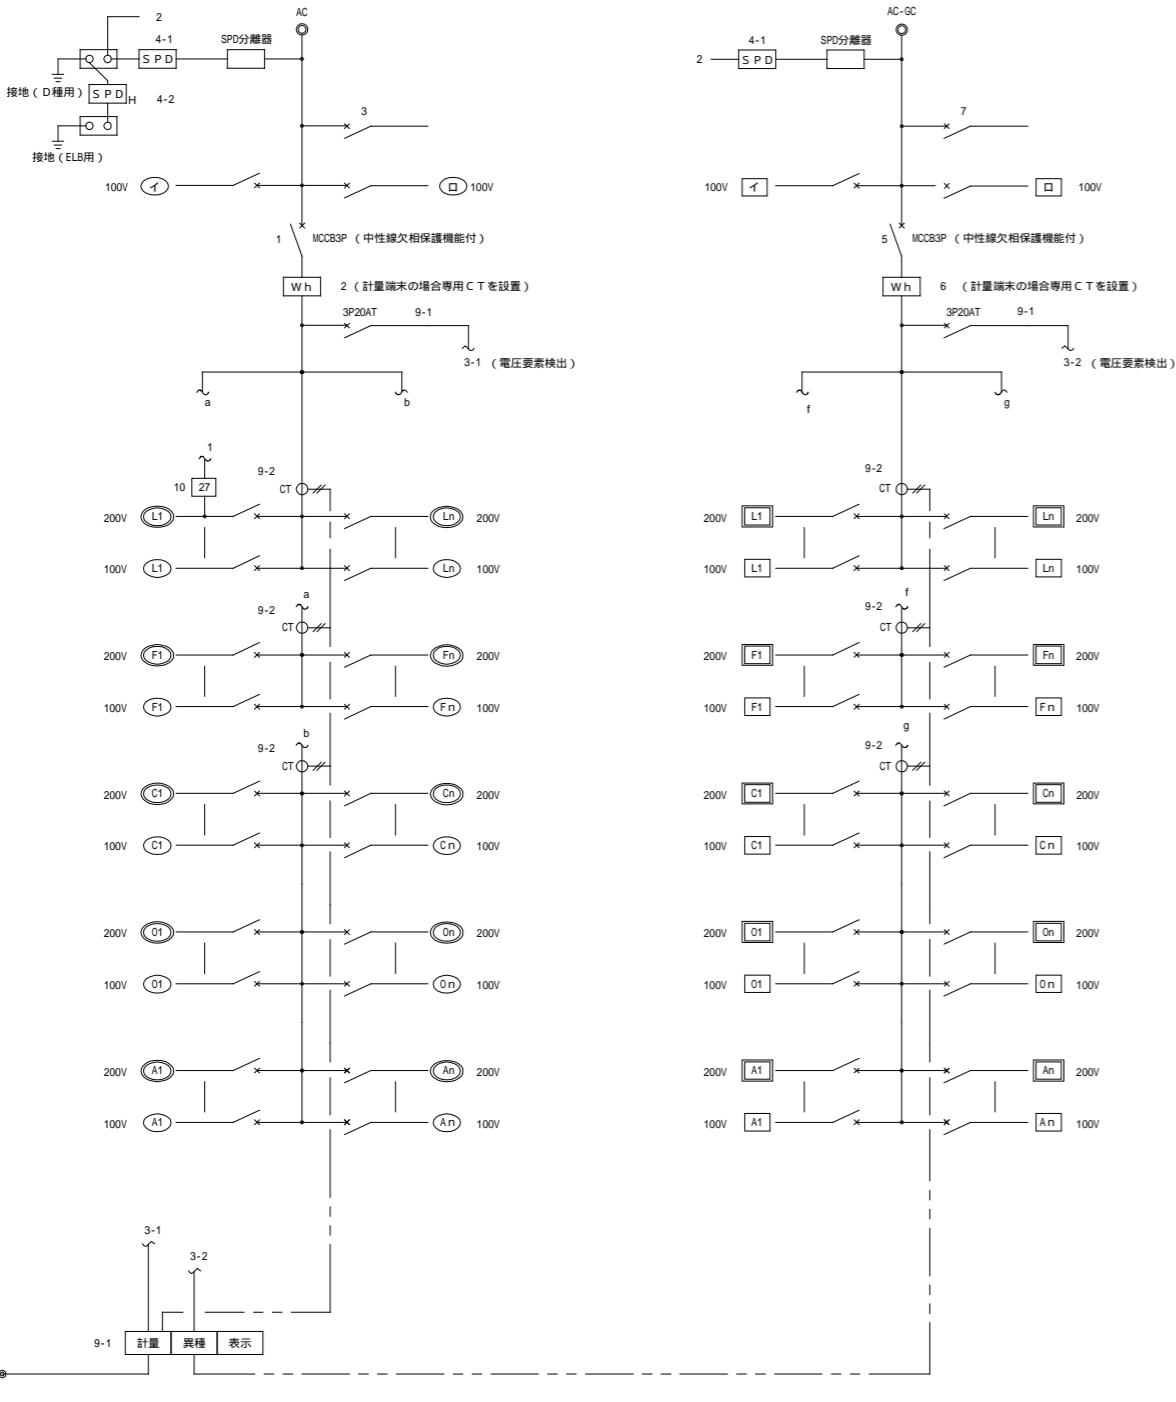 2 AC AC-GC
4-1 SPD分離器 4-1 SPD分離器
SPD 2 SPD
接地(D種用) SPD H 4-2
3 7
接地(ELB用)
100V イ ロ 100V 100V イ ロ 100V
1 MCCB3P (中性線欠相保護機能付) 5 MCCB3P (中性線欠相保護機能付)
Wh 2 (計量端末の場合専用CTを設置) Wh 6 (計量端末の場合専用CTを設置)
3P20AT 9-1 3P20AT 9-1
3-1 (電圧要素検出) 3-2 (電圧要素検出)
a b f g
1
9-2 9-2
10 27 CT CT
200V L1 Ln 200V 200V L1 Ln 200V
100V L1 Ln 100V 100V L1 Ln 100V
a f
9-2 9-2
CT CT
200V F1 Fn 200V 200V F1 Fn 200V
100V F1 Fn 100V 100V F1 Fn 100V
b g
9-2 9-2
CT CT
200V C1 Cn 200V 200V C1 Cn 200V
100V C1 Cn 100V 100V C1 Cn 100V
200V O1 On 200V 200V O1 On 200V
100V O1 On 100V 100V O1 On 100V
200V A1 An 200V 200V A1 An 200V
100V A1 An 100V 100V A1 An 100V
3-1
3-2
9-1 計量 異種 表示